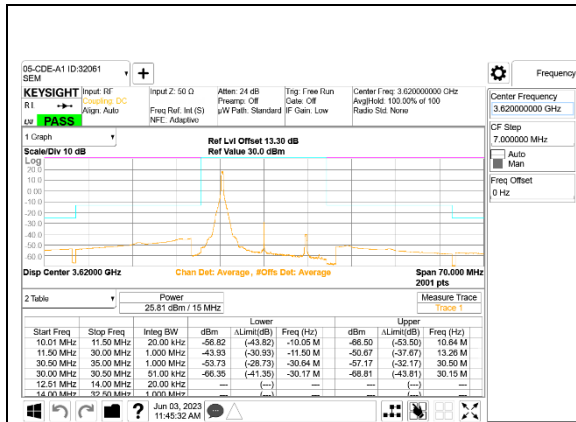 05-CDE-A1 ID:32061
SEM
Frequency
KEYSIGHT Input: RF Input Z: 50 Ω Atten: 24 dB Trig: Free Run Center Freq: 3.620000000 GHz
Coupling: DC Preamp: Off Gate: Off Avg|Hold: 100.00% of 100
Align: Auto Freq Ref: Int (S) µW Path: Standard IF Gain: Low Radio Std: None
NFE: Adaptive
PASS
Center Frequency
3.620000000 GHz
CF Step
7.000000 MHz
Auto
Man
Freq Offset
0 Hz
1 Graph
Scale/Div 10 dB
Ref Lvl Offset 13.30 dB
Ref Value 30.0 dBm
Log
20.0
10.0
0.00
-10.0
-20.0
-30.0
-40.0
-50.0
-60.0
Disp Center 3.62000 GHz Chan Det: Average, #Offs Det: Average Span 70.000 MHz
2001 pts
2 Table Power Measure Trace
25.81 dBm / 15 MHz Trace 1
Lower Upper
Start Freq Stop Freq Integ BW dBm ΔLimit(dB) Freq (Hz) dBm ΔLimit(dB) Freq (Hz)
10.01 MHz 11.50 MHz 20.00 kHz -56.82 (-43.82) -10.05 M -66.50 (-53.50) 10.64 M
11.50 MHz 30.00 MHz 1.000 MHz -43.93 (-30.93) -11.50 M -50.67 (-37.67) 13.26 M
30.50 MHz 35.00 MHz 1.000 MHz -53.73 (-28.73) -30.64 M -57.17 (-32.17) 30.50 M
30.00 MHz 30.50 MHz 51.00 kHz -66.35 (-41.35) -30.17 M -68.81 (-43.81) 30.15 M
12.51 MHz 14.00 MHz 20.00 kHz --- (---) --- --- (---) ---
14.00 MHz 32.50 MHz 1.000 MHz --- (---) --- --- (---) ---
Jun 03, 2023
11:45:32 AM